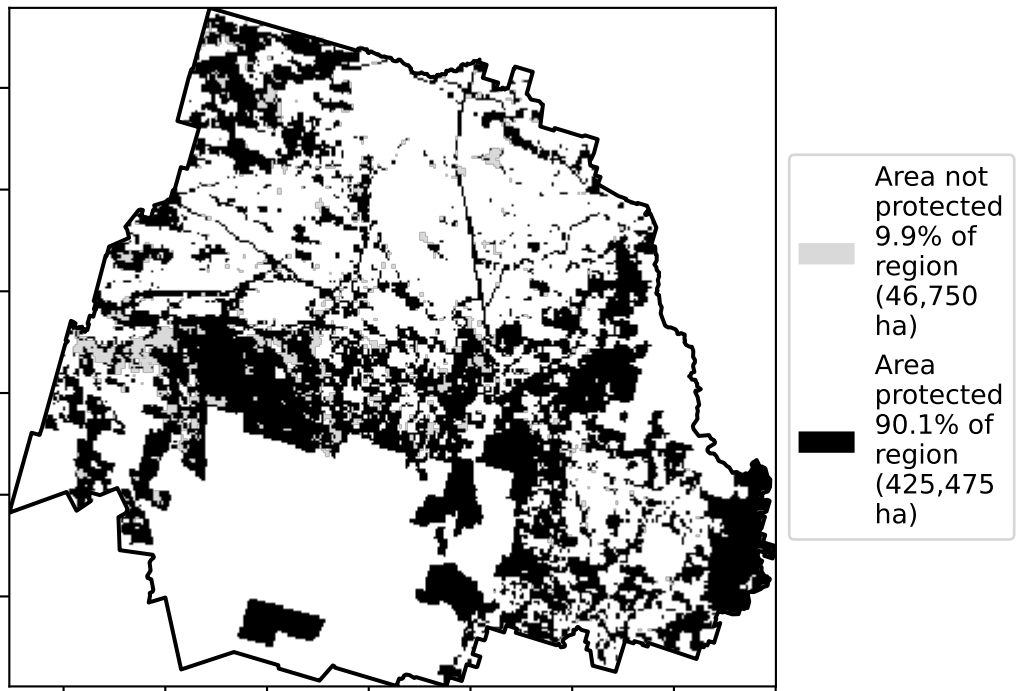 Area not
protected
9.9% of
region
(46,750
ha)
Area
protected
90.1% of
region
(425,475
ha)